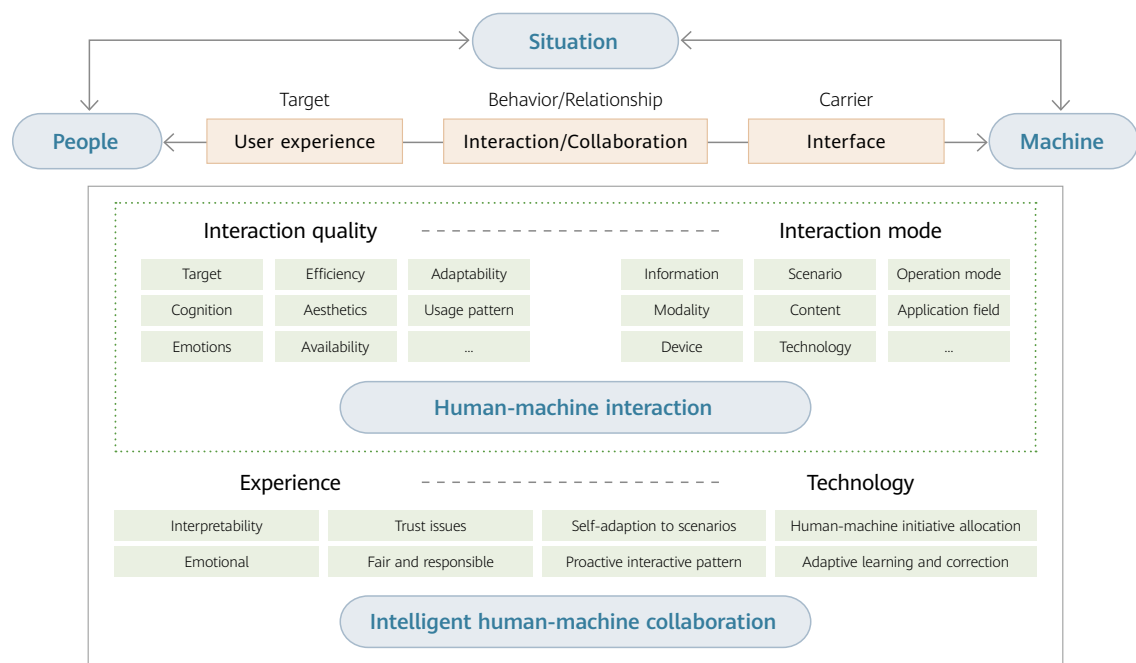 Situation
Target
Behavior/Relationship
Carrier
People
User experience
Interaction/Collaboration
Interface
Machine
Interaction quality
Interaction mode
Target
Efficiency
Adaptability
Information
Scenario
Operation mode
Cognition
Aesthetics
Usage pattern
Modality
Content
Application field
Emotions
Availability
...
Device
Technology
...
Human-machine interaction
Experience
Technology
Interpretability
Trust issues
Self-adaption to scenarios
Human-machine initiative allocation
Emotional
Fair and responsible
Proactive interactive pattern
Adaptive learning and correction
Intelligent human-machine collaboration